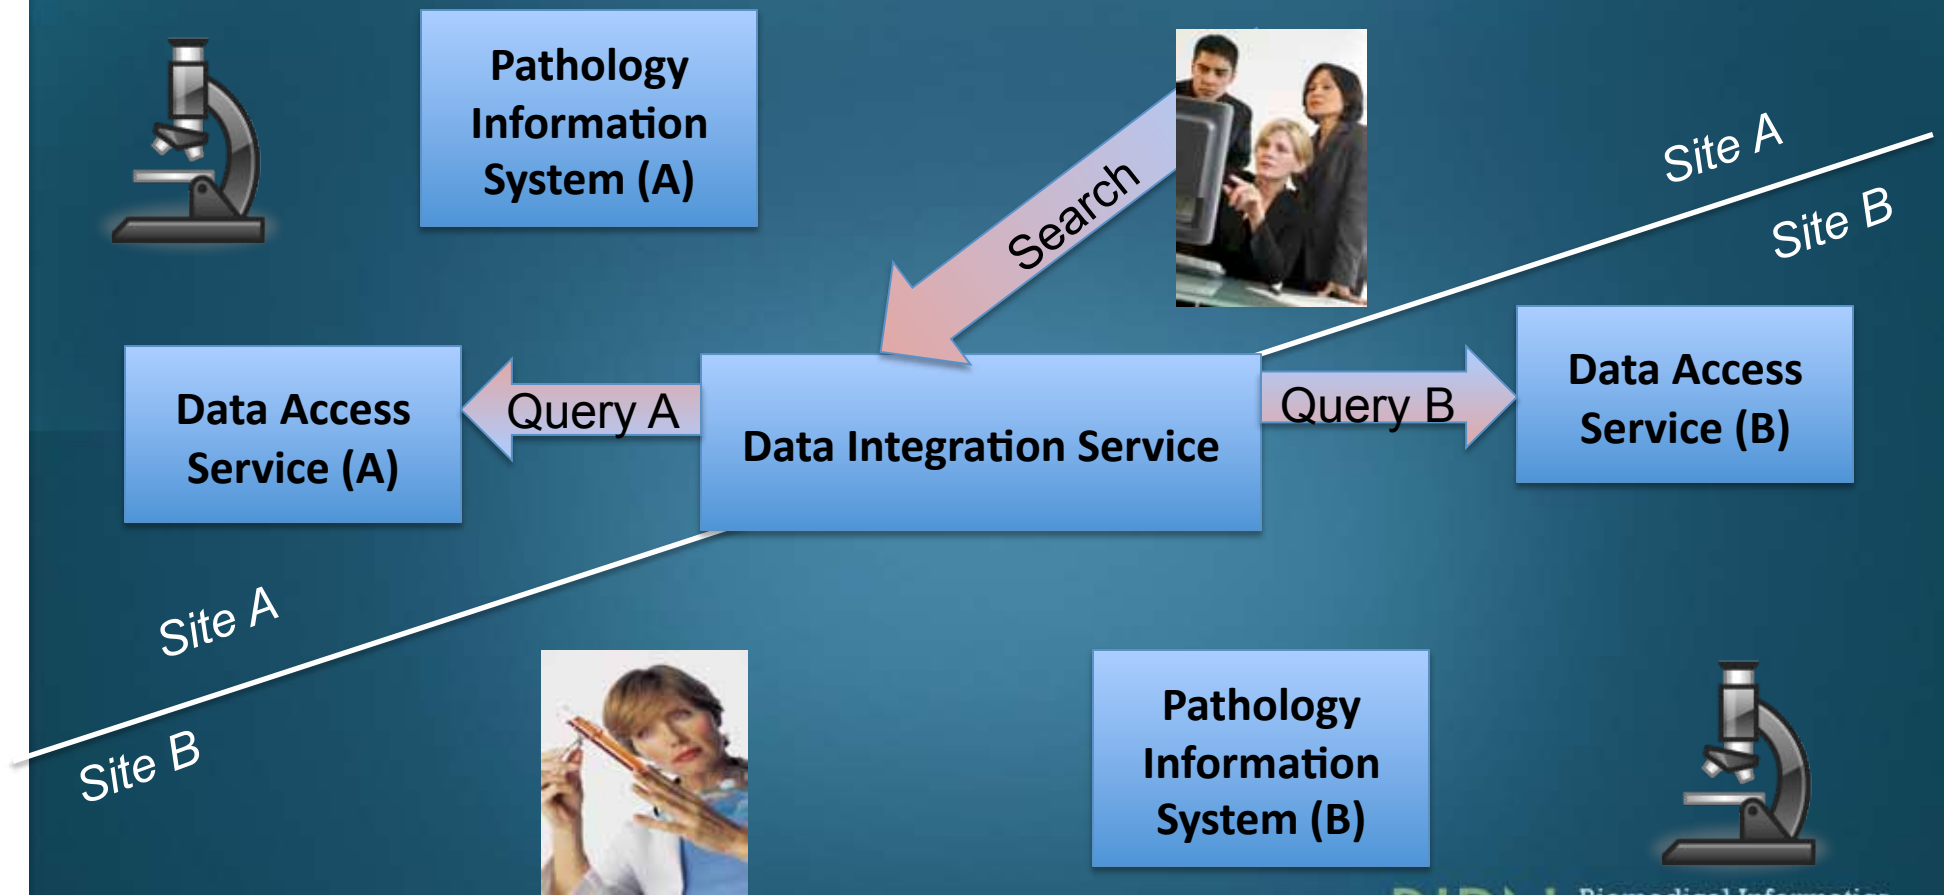 Pathology
Information
System (A)
Search
Site A
Site B
Data Access
Service (A)
Query A
Data Integration Service
Query B
Data Access
Service (B)
Site A
Site B
Pathology
Information
System (B)